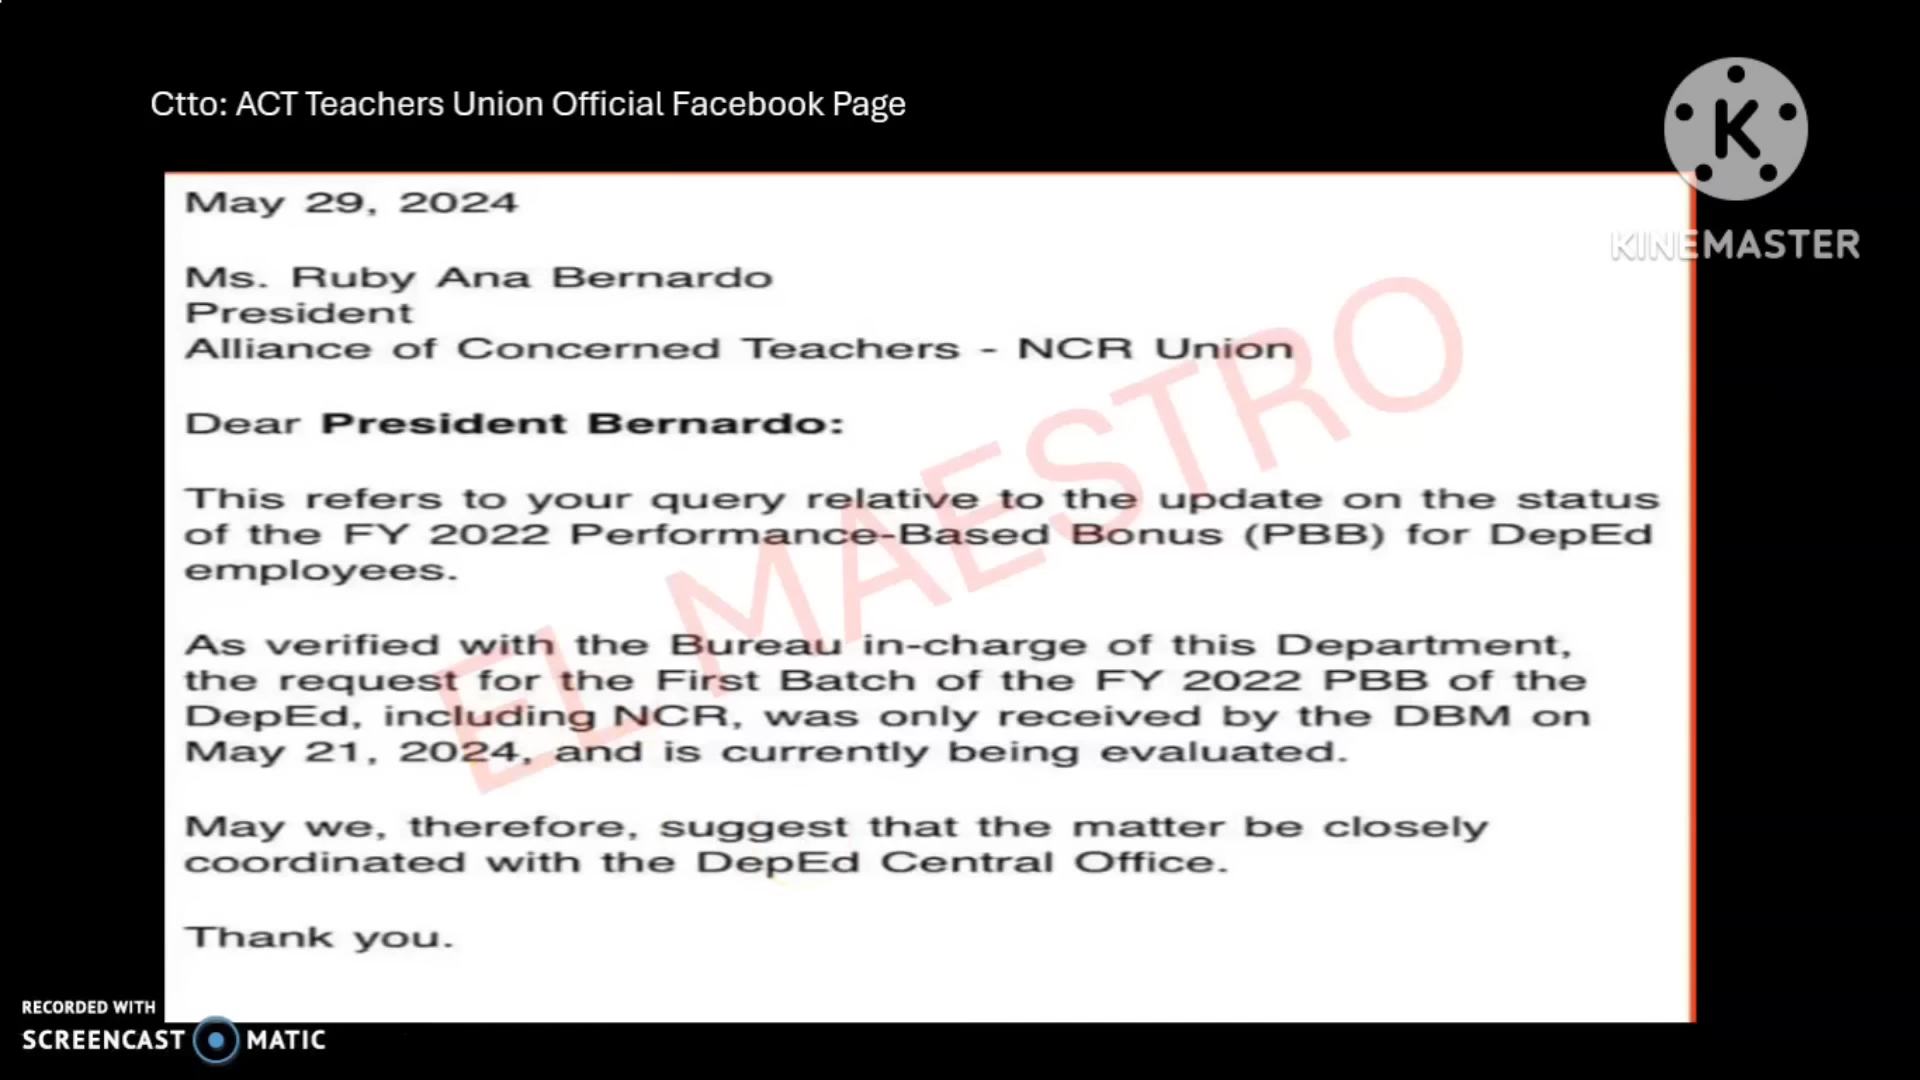 Ctto: ACT Teachers Union Official Facebook Page
K
KINEMASTER
May 29, 2024
Ms. Ruby Ana Bernardo
President
Alliance of Concerned Teachers - NCR Union
Dear President Bernardo:
This refers to your query relative to the update on the status
of the FY 2022 Performance-Based Bonus (PBB) for DepEd
employees.
As verified with the Bureau in-charge of this Department,
the request for the First Batch of the FY 2022 PBB of the
DepEd, including NCR, was only received by the DBM on
May 21, 2024, and is currently being evaluated.
May we, therefore, suggest that the matter be closely
coordinated with the DepEd Central Office.
Thank you.
EL MAESTRO
RECORDED WITH
SCREENCAST MATIC